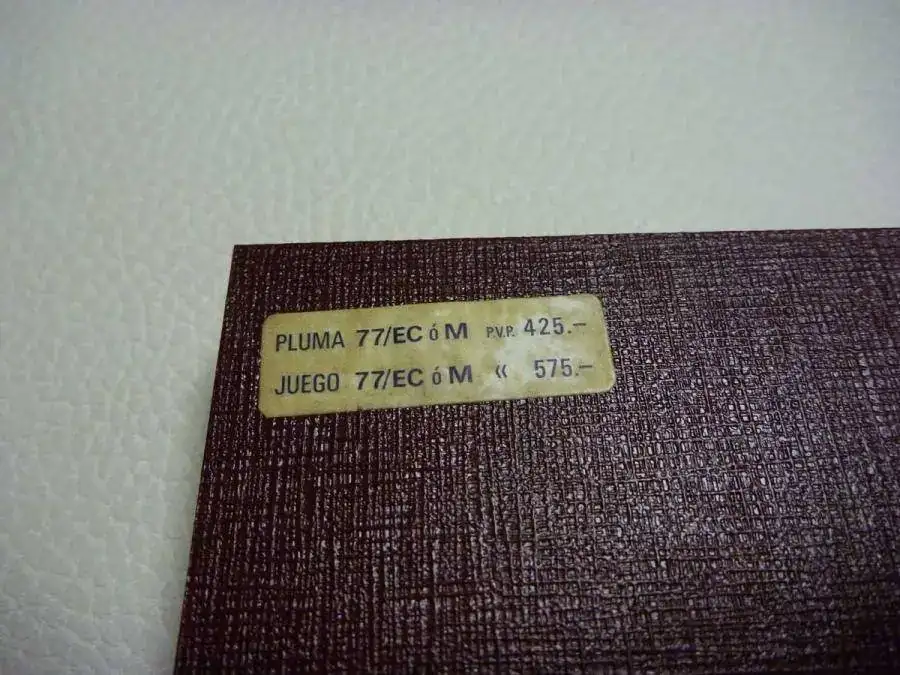 PLUMA 77/EC ó M P.V.P. 425.-
JUEGO 77/EC ó M « 575.-